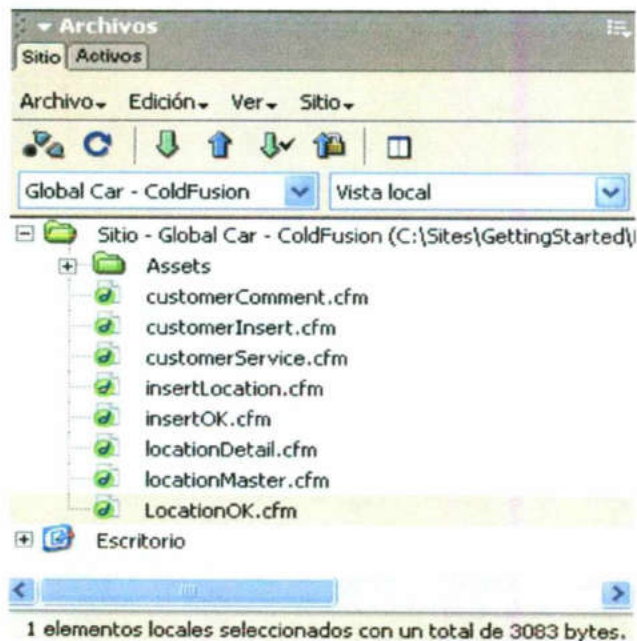 Archivos
Sitio Activos
Archivo Edición Ver Sitio
Global Car - ColdFusion Vista local
Sitio - Global Car - ColdFusion (C:\Sites\GettingStarted\
Assets
customerComment.cfm
customerInsert.cfm
customerService.cfm
insertLocation.cfm
insertOK.cfm
locationDetail.cfm
locationMaster.cfm
LocationOK.cfm
Escritorio
1 elementos locales seleccionados con un total de 3083 bytes.